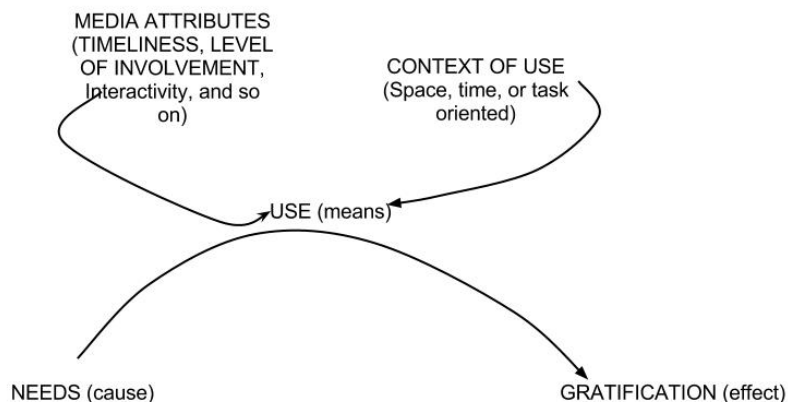 MEDIA ATTRIBUTES
(TIMELINESS, LEVEL
OF INVOLVEMENT,
Interactivity, and so
on)
CONTEXT OF USE
(Space, time, or task
oriented)
USE (means)
NEEDS (cause)
GRATIFICATION (effect)